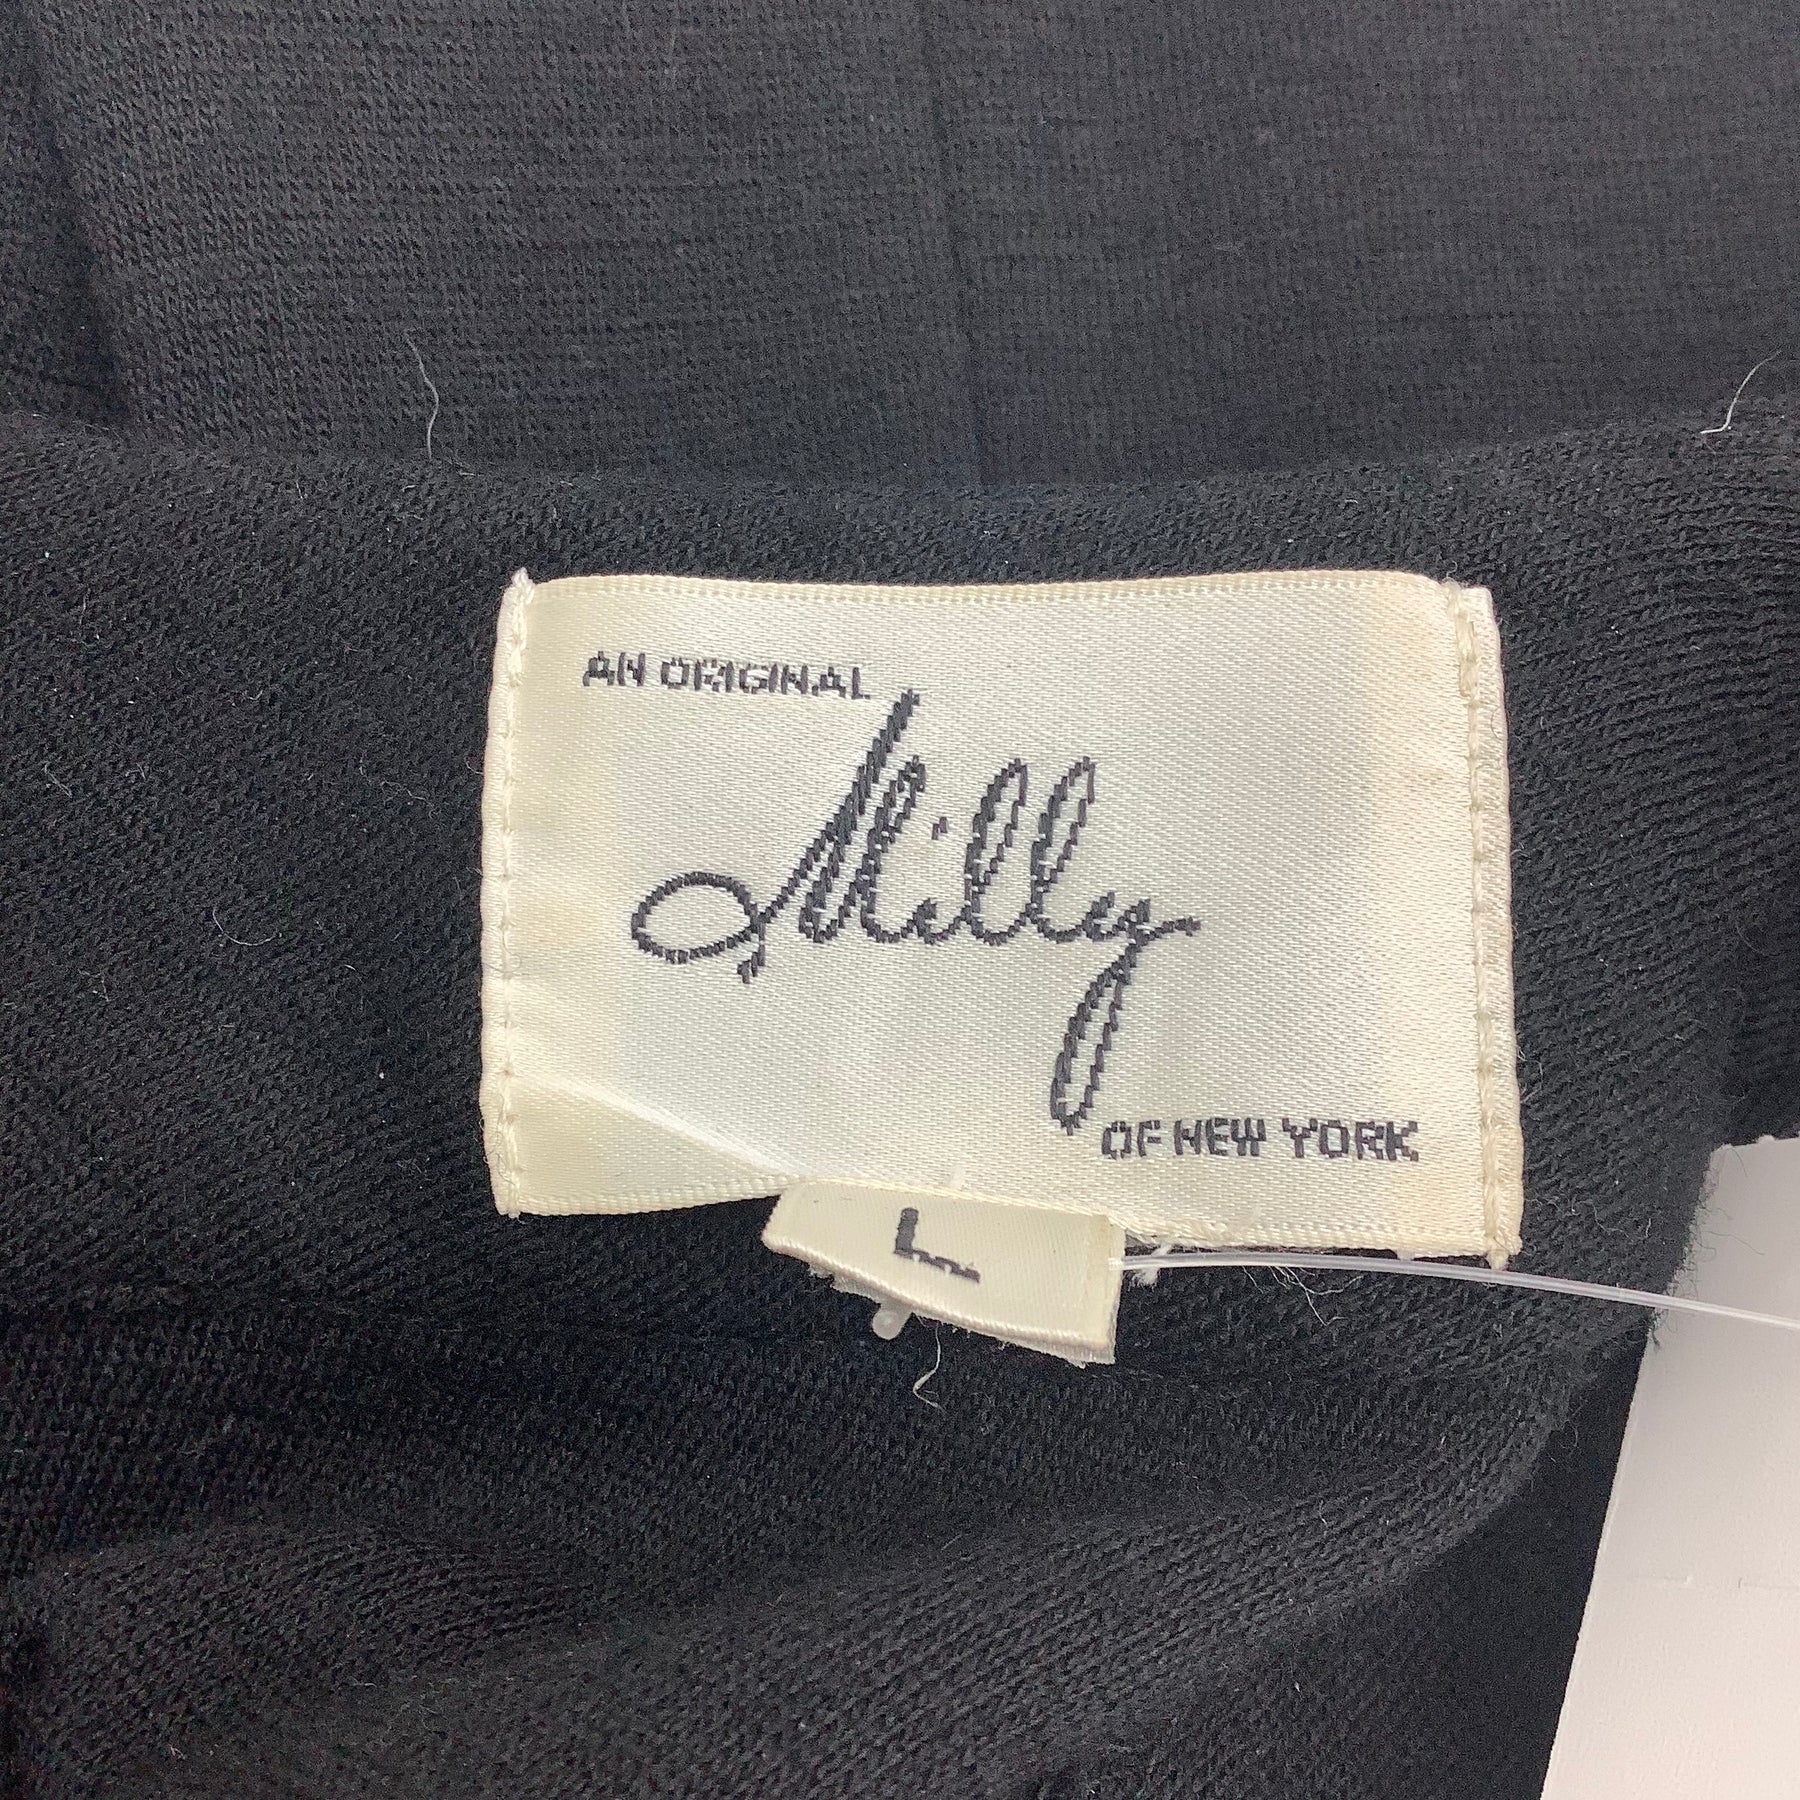 AN ORIGINAL
Milly
OF NEW YORK
L